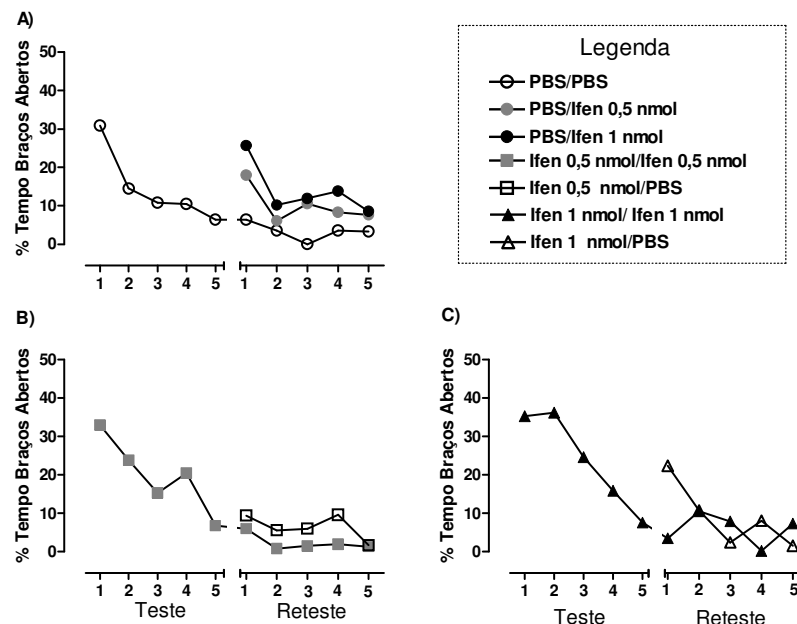 A)
% Tempo Braços Abertos
50
40
30
20
10
0
1 2 3 4 5 1 2 3 4 5
Legenda
PBS/PBS
PBS/Ifen 0,5 nmol
PBS/Ifen 1 nmol
Ifen 0,5 nmol/Ifen 0,5 nmol
Ifen 0,5 nmol/PBS
Ifen 1 nmol/ Ifen 1 nmol
Ifen 1 nmol/PBS
B)
% Tempo Braços Abertos
50
40
30
20
10
0
1 2 3 4 5 1 2 3 4 5
Teste Reteste
C)
% Tempo Braços Abertos
50
40
30
20
10
0
1 2 3 4 5 1 2 3 4 5
Teste Reteste